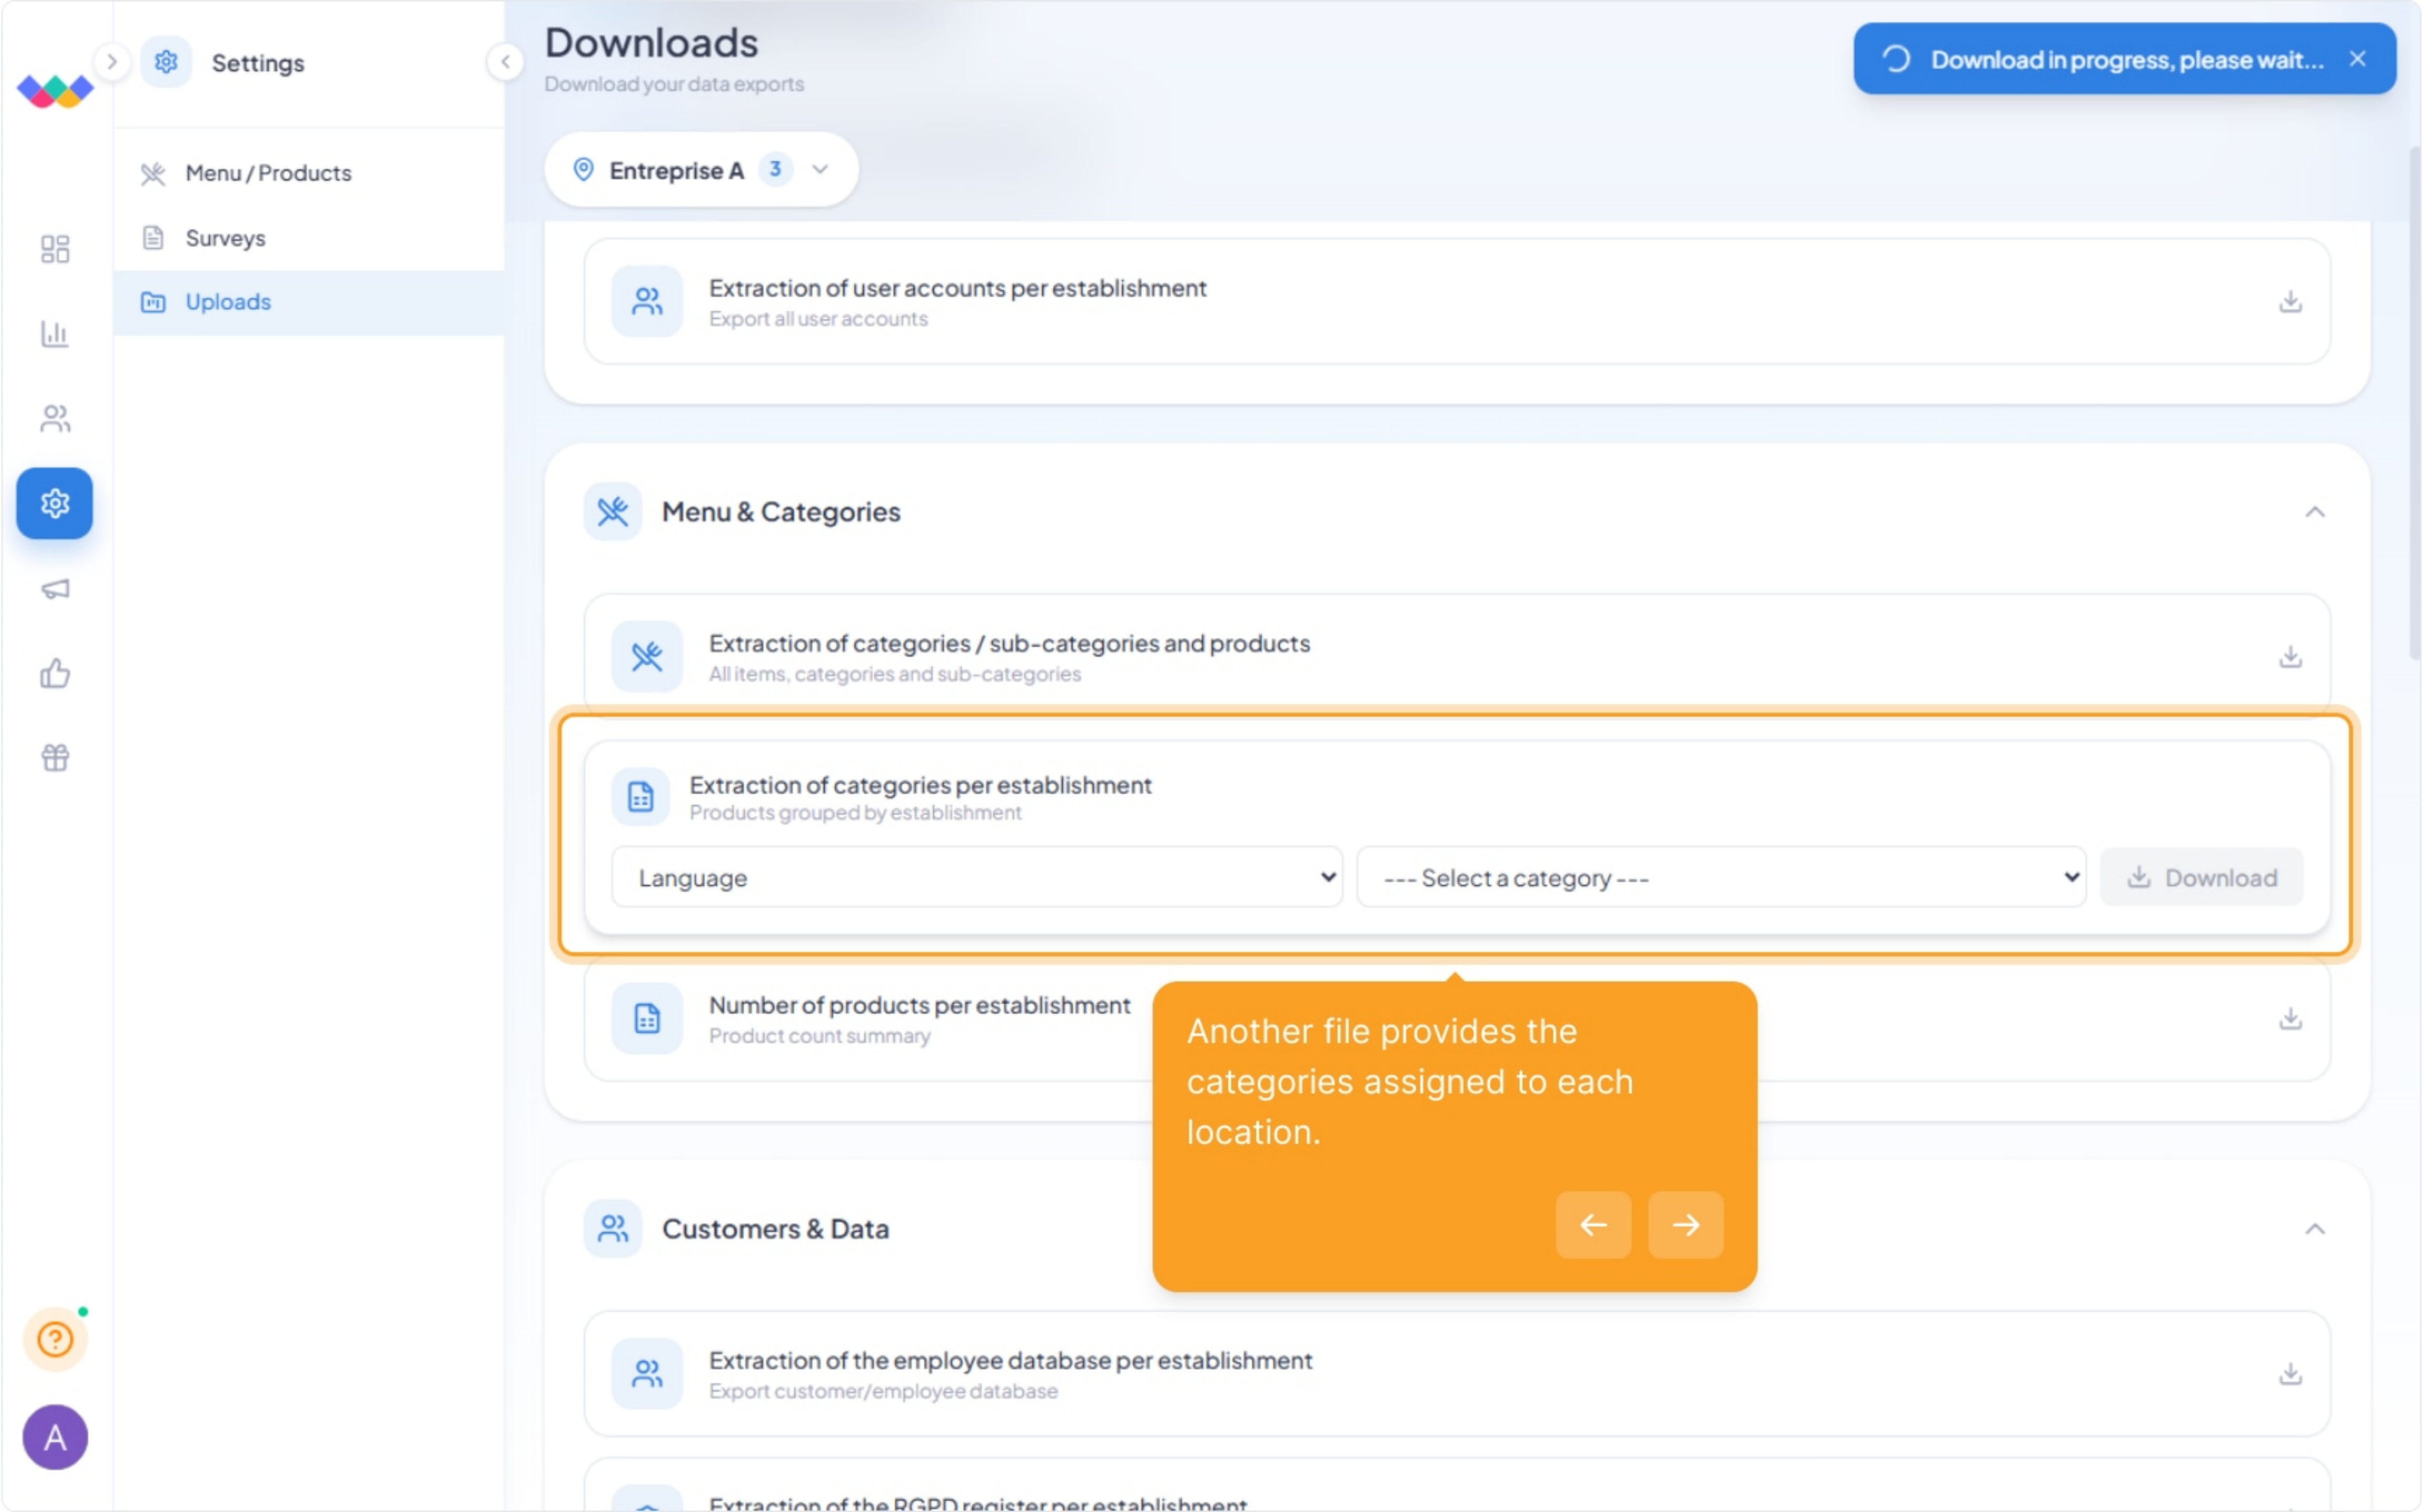 Settings
Menu / Products
Surveys
Uploads
A
Downloads
Download your data exports
Download in progress, please wait...
Entreprise A 3
Extraction of user accounts per establishment
Export all user accounts
Menu & Categories
Extraction of categories / sub-categories and products
All items, categories and sub-categories
Extraction of categories per establishment
Products grouped by establishment
Language
--- Select a category ---
Download
Number of products per establishment
Product count summary
Another file provides the
categories assigned to each
location.
Customers & Data
Extraction of the employee database per establishment
Export customer/employee database
Extraction of the RGPD register per establishment